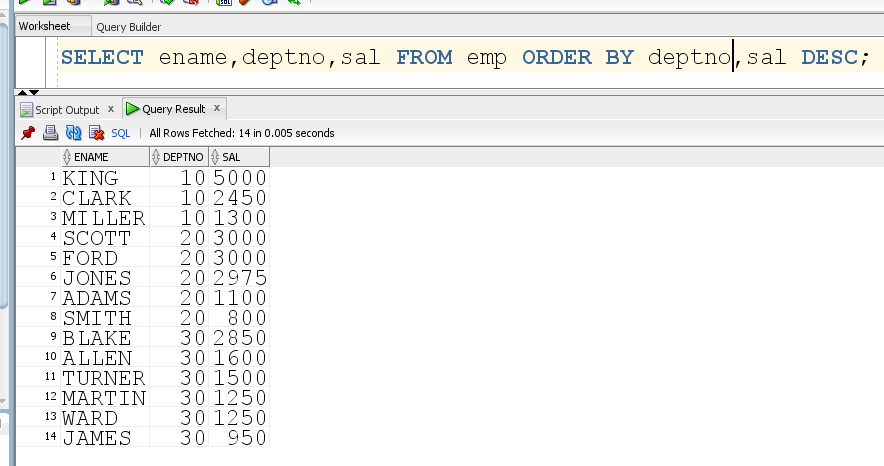 Worksheet Query Builder
SELECT ename,deptno,sal FROM emp ORDER BY deptno,sal DESC;
Script Output x Query Result x
SQL | All Rows Fetched: 14 in 0.005 seconds
ENAME DEPTNO SAL
1 KING 10 5000
2 CLARK 10 2450
3 MILLER 10 1300
4 SCOTT 20 3000
5 FORD 20 3000
6 JONES 20 2975
7 ADAMS 20 1100
8 SMITH 20 800
9 BLAKE 30 2850
10 ALLEN 30 1600
11 TURNER 30 1500
12 MARTIN 30 1250
13 WARD 30 1250
14 JAMES 30 950